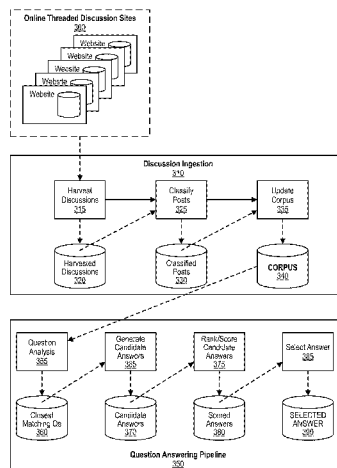 Online Threaded Discussion Sites
Website
Website
Website
Website
Website
Discussion Ingestion
310
Harvest
Discussions
315
Classify
Posts
325
Update
Corpus
335
Harvested
Discussions
320
Classified
Posts
330
CORPUS
340
Question
Analysis
355
Generate
Candidate
Answers
365
Rank/Score
Candidate
Answers
375
Select Answer
385
Closest
Matching Qs
360
Candidate
Answers
370
Scored
Answers
380
SELECTED
ANSWER
Question Answering Pipeline
350